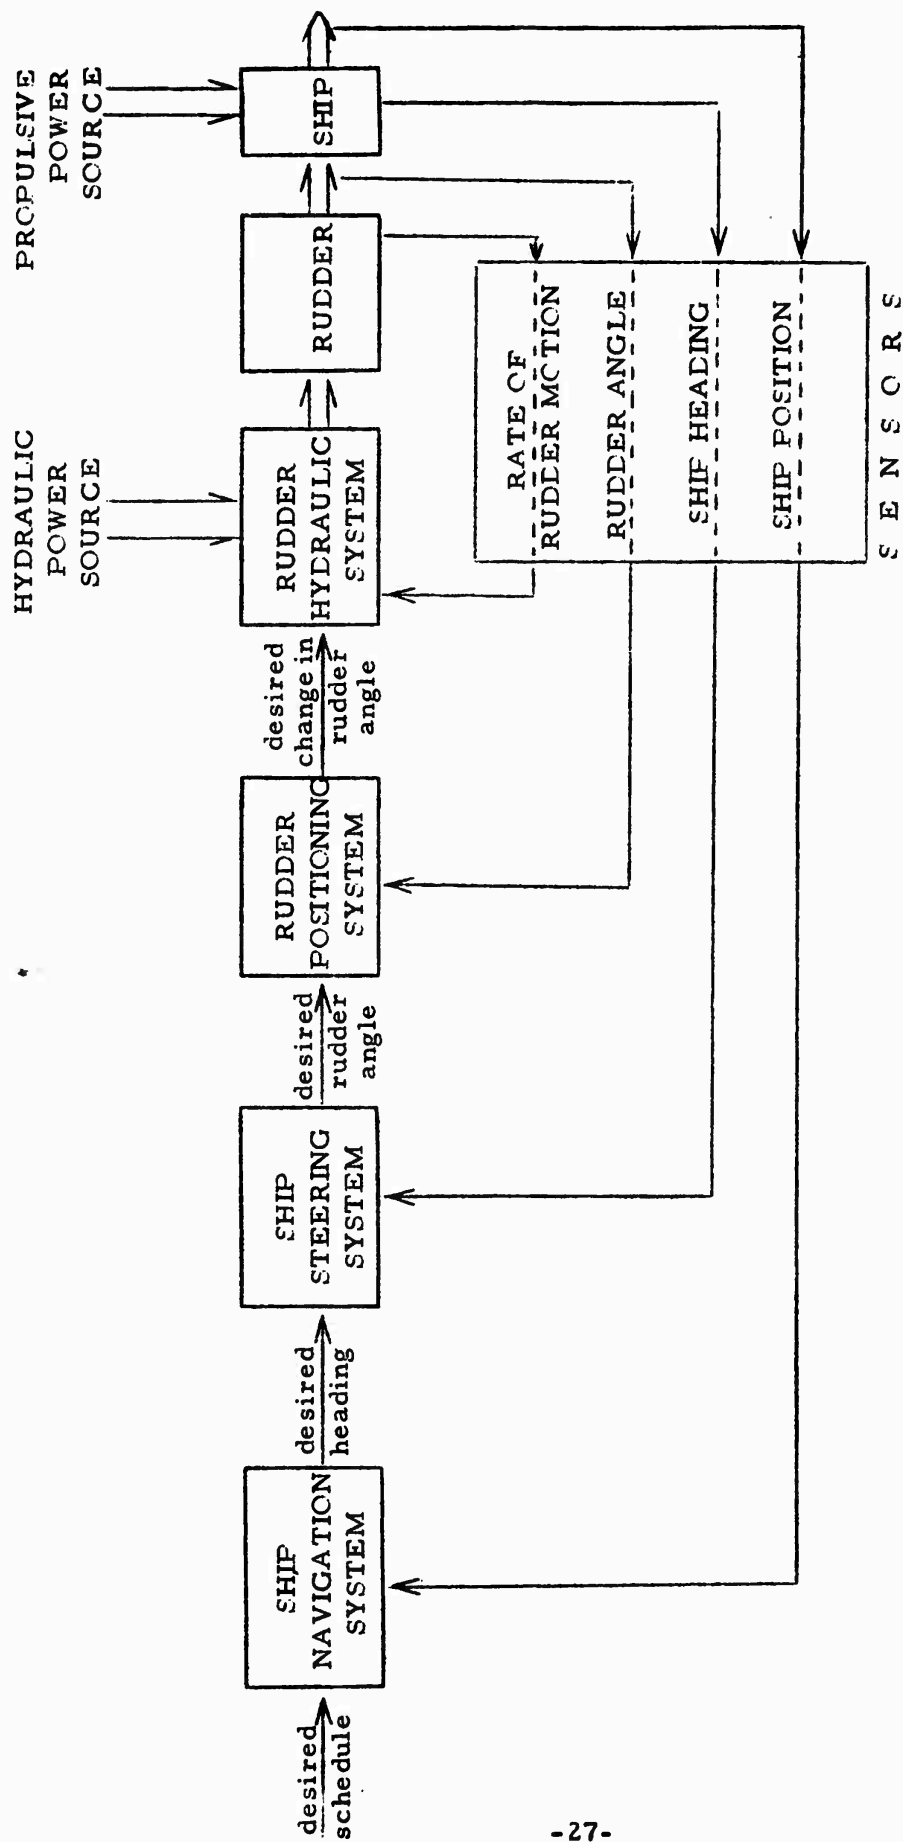 desired
schedule
SHIP
NAVIGATION
SYSTEM
desired
heading
SHIP
STEERING
SYSTEM
desired
rudder
angle
RUDDER
POSITIONING
SYSTEM
desired
change in
rudder
angle
HYDRAULIC
POWER
SOURCE
RUDDER
HYDRAULIC
SYSTEM
RUDDER
PROPULSIVE
POWER
SOURCE
SHIP
RATE OF
RUDDER MOTION
RUDDER ANGLE
SHIP HEADING
SHIP POSITION
SENSORS
-27-